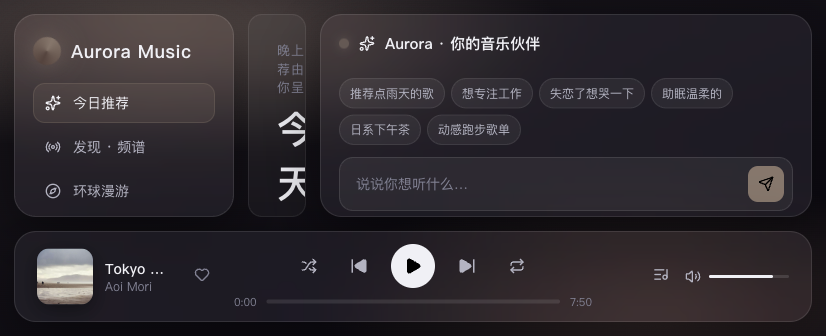 Aurora Music
今日推荐
发现 · 频谱
环球漫游
晚上
荐由
你呈
今
天
Aurora · 你的音乐伙伴
推荐点雨天的歌
想专注工作
失恋了想哭一下
助眠温柔的
日系下午茶
动感跑步歌单
说说你想听什么...
Tokyo ...
Aoi Mori
0:00
7:50